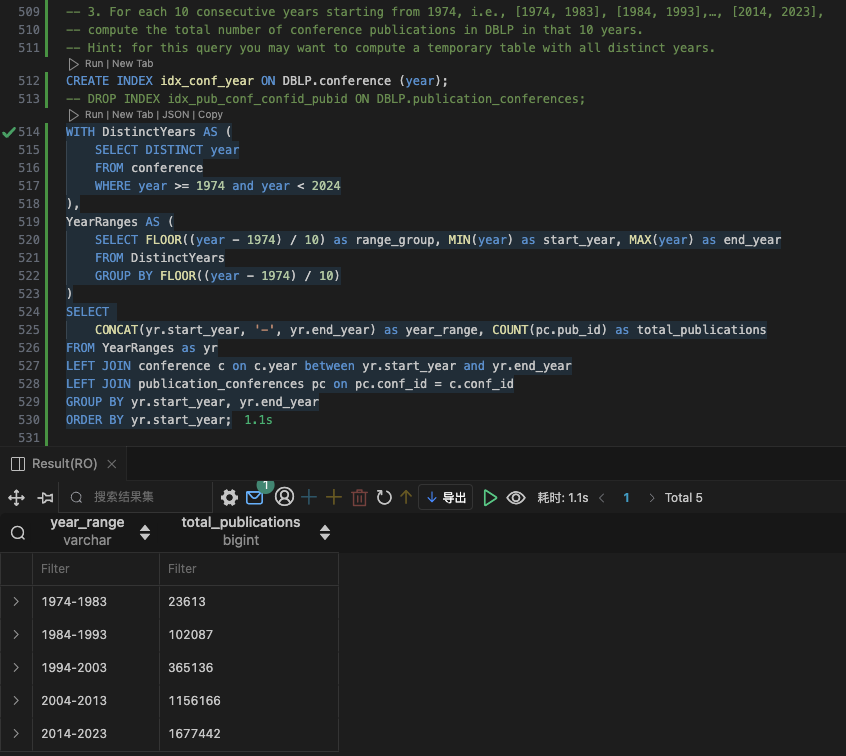 509 -- 3. For each 10 consecutive years starting from 1974, i.e., [1974, 1983], [1984, 1993],…, [2014, 2023],
510 -- compute the total number of conference publications in DBLP in that 10 years.
511 -- Hint: for this query you may want to compute a temporary table with all distinct years.
Run | New Tab
512 CREATE INDEX idx_conf_year ON DBLP.conference (year);
513 -- DROP INDEX idx_pub_conf_confid_pubid ON DBLP.publication_conferences;
Run | New Tab | JSON | Copy
514 WITH DistinctYears AS (
515 SELECT DISTINCT year
516 FROM conference
517 WHERE year >= 1974 and year < 2024
518 ),
519 YearRanges AS (
520 SELECT FLOOR((year - 1974) / 10) as range_group, MIN(year) as start_year, MAX(year) as end_year
521 FROM DistinctYears
522 GROUP BY FLOOR((year - 1974) / 10)
523 )
524 SELECT
525 CONCAT(yr.start_year, '-', yr.end_year) as year_range, COUNT(pc.pub_id) as total_publications
526 FROM YearRanges as yr
527 LEFT JOIN conference c on c.year between yr.start_year and yr.end_year
528 LEFT JOIN publication_conferences pc on pc.conf_id = c.conf_id
529 GROUP BY yr.start_year, yr.end_year
530 ORDER BY yr.start_year; 1.1s
531
Result(RO)
搜索结果集 1 导出 耗时: 1.1s 1 Total 5
year_range total_publications
varchar bigint
Filter Filter
1974-1983 23613
1984-1993 102087
1994-2003 365136
2004-2013 1156166
2014-2023 1677442